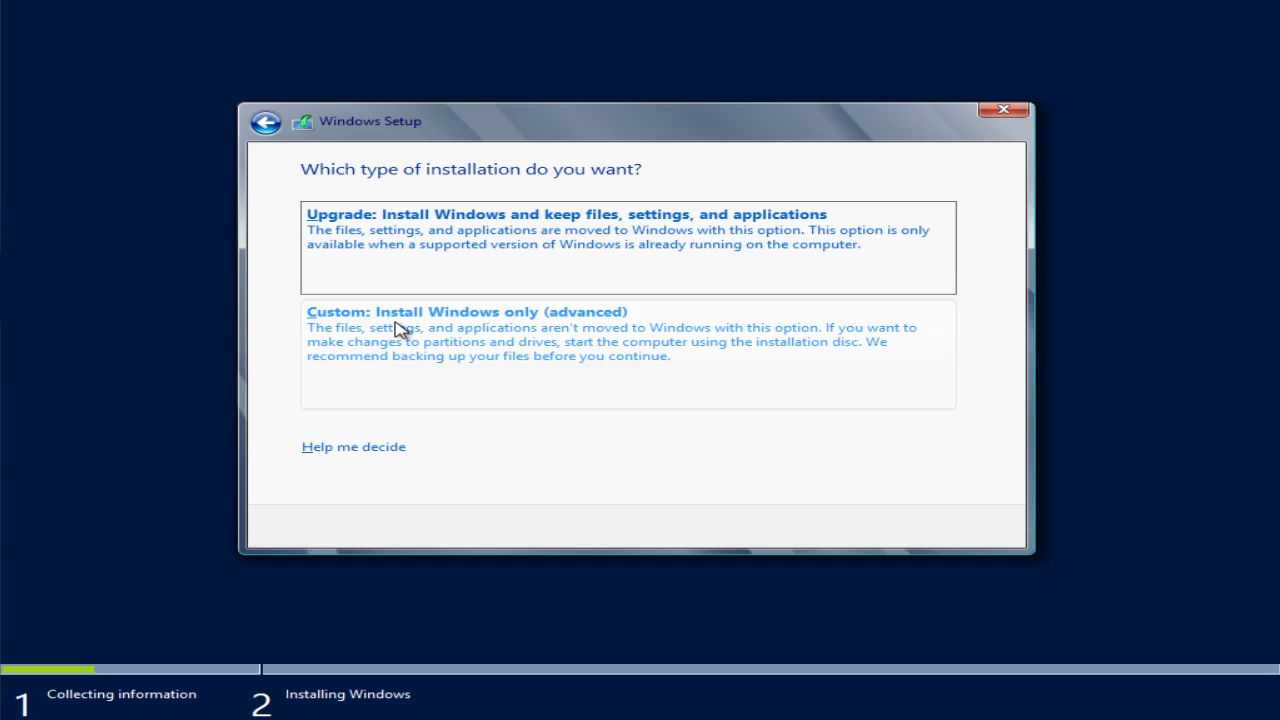 Windows Setup
Which type of installation do you want?
Upgrade: Install Windows and keep files, settings, and applications
The files, settings, and applications are moved to Windows with this option. This option is only
available when a supported version of Windows is already running on the computer.
Custom: Install Windows only (advanced)
The files, settings, and applications aren't moved to Windows with this option. If you want to
make changes to partitions and drives, start the computer using the installation disc. We
recommend backing up your files before you continue.
Help me decide
1 Collecting information
2 Installing Windows